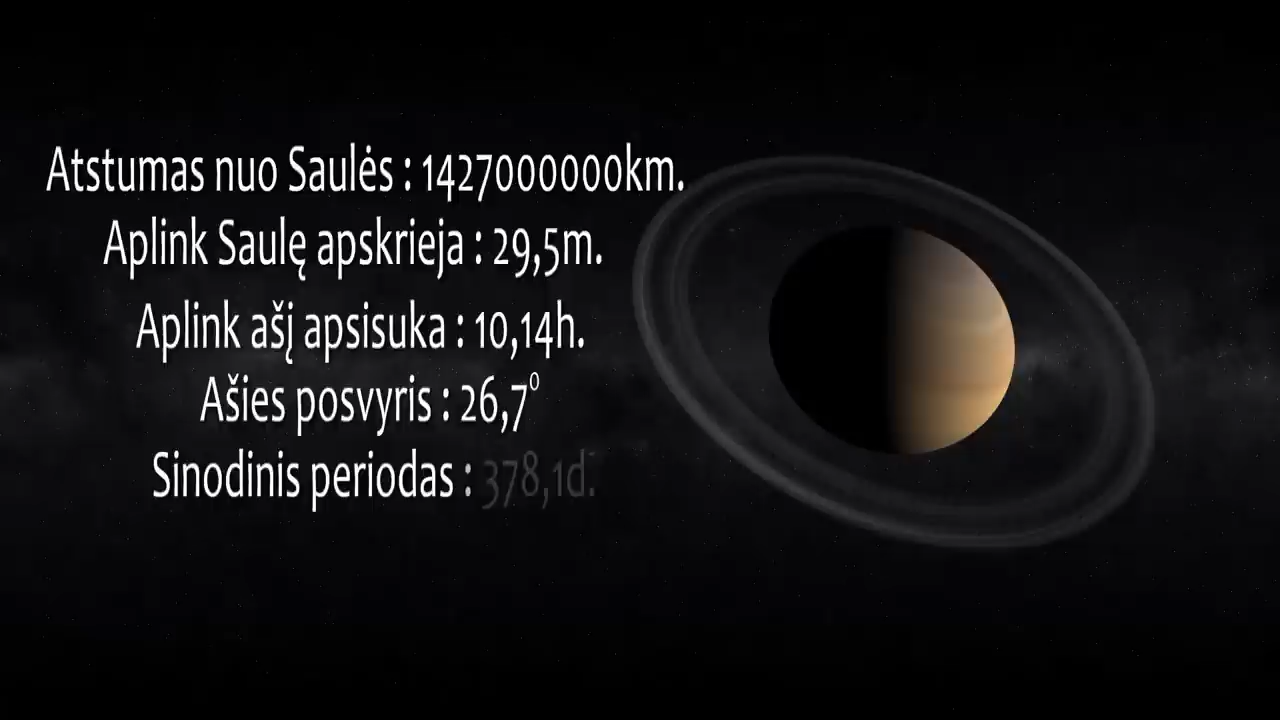 Atstumas nuo Saulės : 1427000000km.
Aplink Saulę apskrieja : 29,5m.
Aplink ašį apsisuka : 10,14h.
Ašies posvyris : 26,7°
Sinodinis periodas : 378,1d.